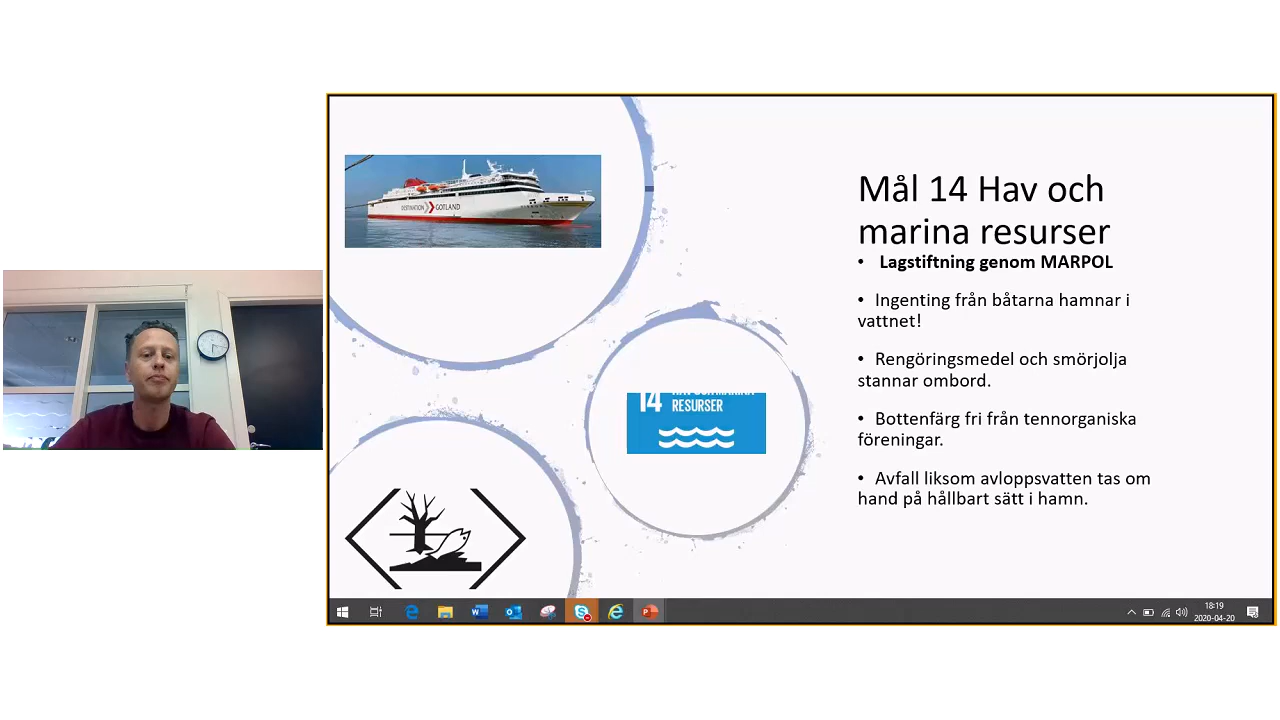 DESTINATION GOTLAND
Mål 14 Hav och
marina resurser
• Lagstiftning genom MARPOL
• Ingenting från båtarna hamnar i
vattnet!
• Rengöringsmedel och smörjolja
stannar ombord.
• Bottenfärg fri från tennorganiska
föreningar.
• Avfall liksom avloppsvatten tas om
hand på hållbart sätt i hamn.
14 HAV OCH MARINA
RESURSER
18:19
2020-04-20